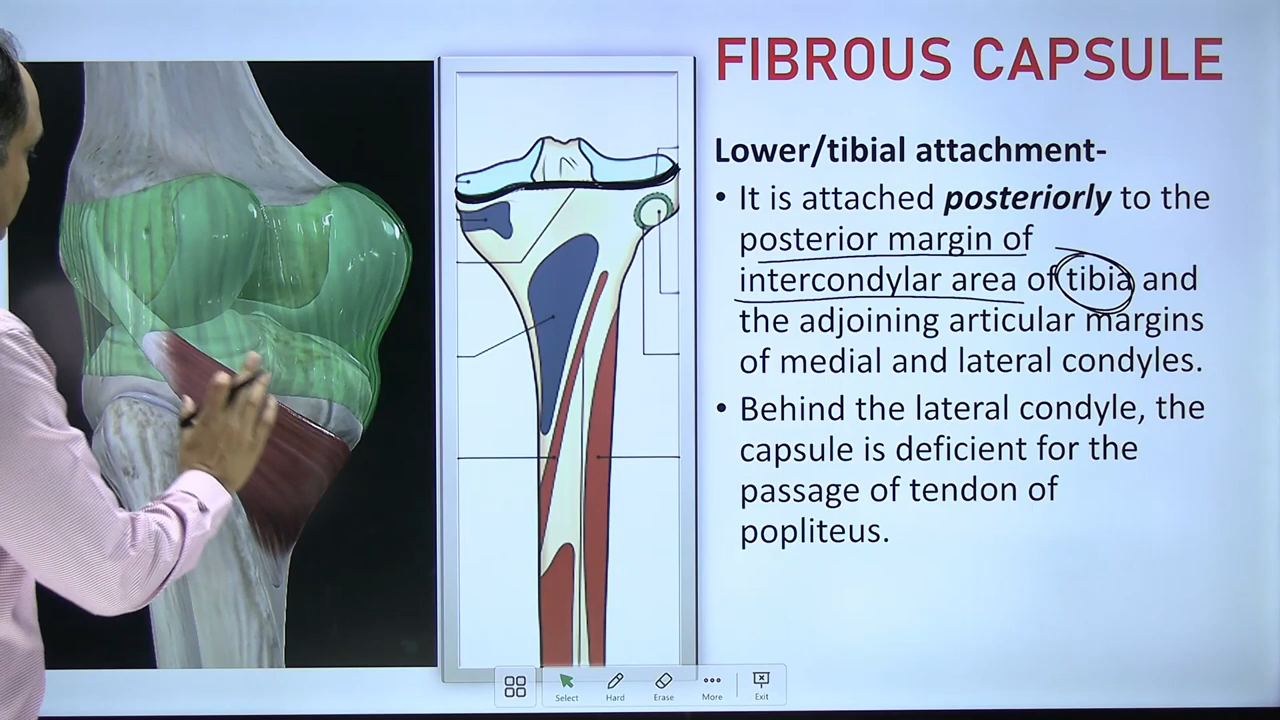 FIBROUS CAPSULE
Lower/tibial attachment-
• It is attached posteriorly to the
posterior margin of
intercondylar area of tibia and
the adjoining articular margins
of medial and lateral condyles.
• Behind the lateral condyle, the
capsule is deficient for the
passage of tendon of
popliteus.
Select Hard Erase More Exit